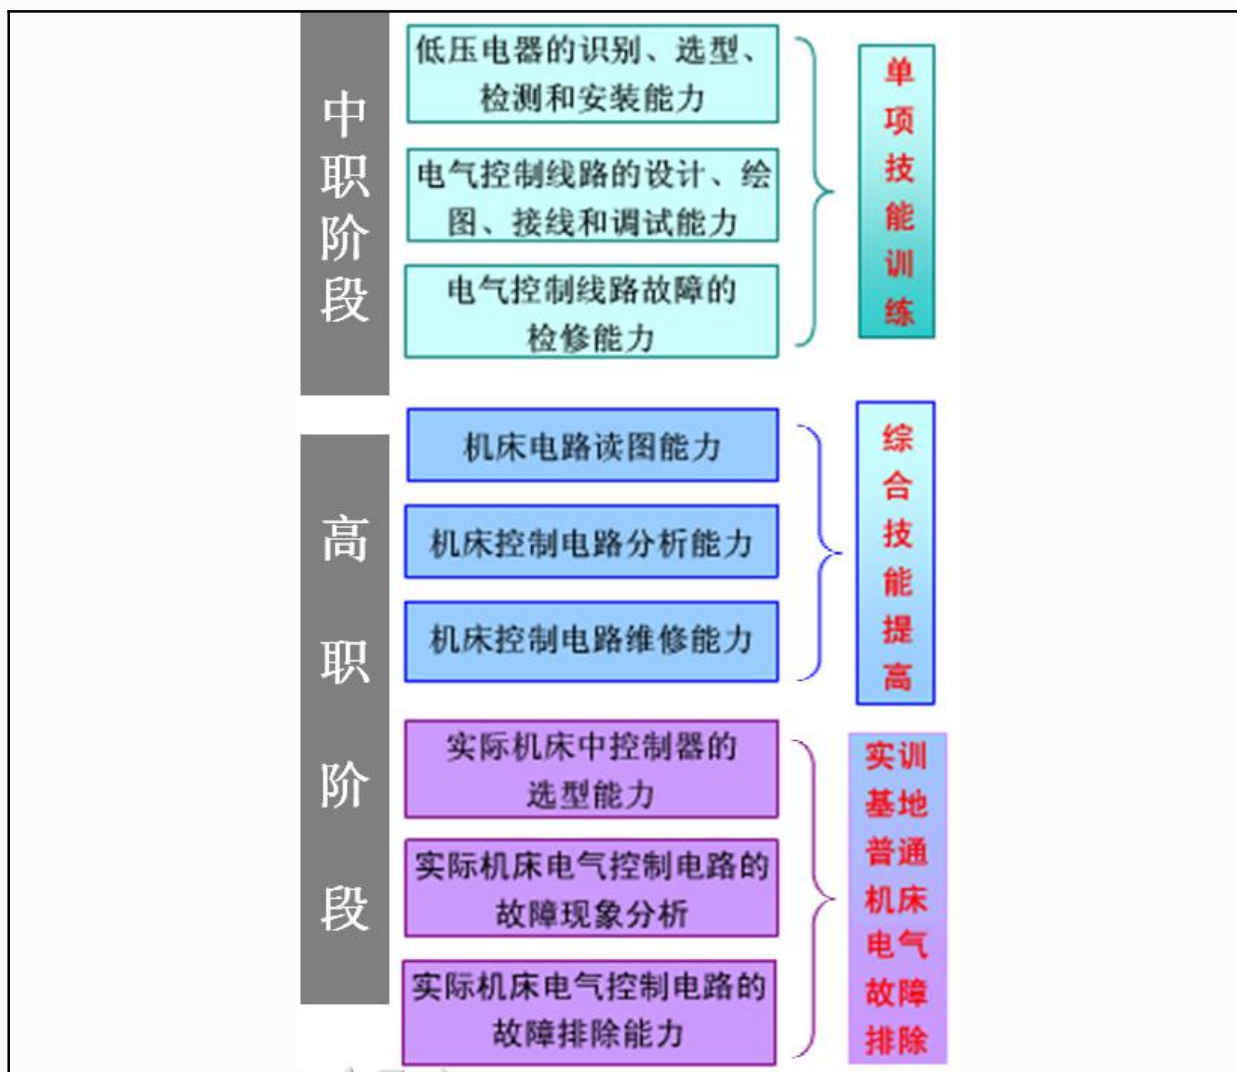 中职阶段
低压电器的识别、选型、
检测和安装能力
电气控制线路的设计、绘
图、接线和调试能力
电气控制线路故障的
检修能力
单项技能训练
高职阶段
机床电路读图能力
机床控制电路分析能力
机床控制电路维修能力
综合技能提高
实际机床中控制器的
选型能力
实际机床电气控制电路的
故障现象分析
实际机床电气控制电路的
故障排除能力
实训
基地
普通
机床
电气
故障
排除